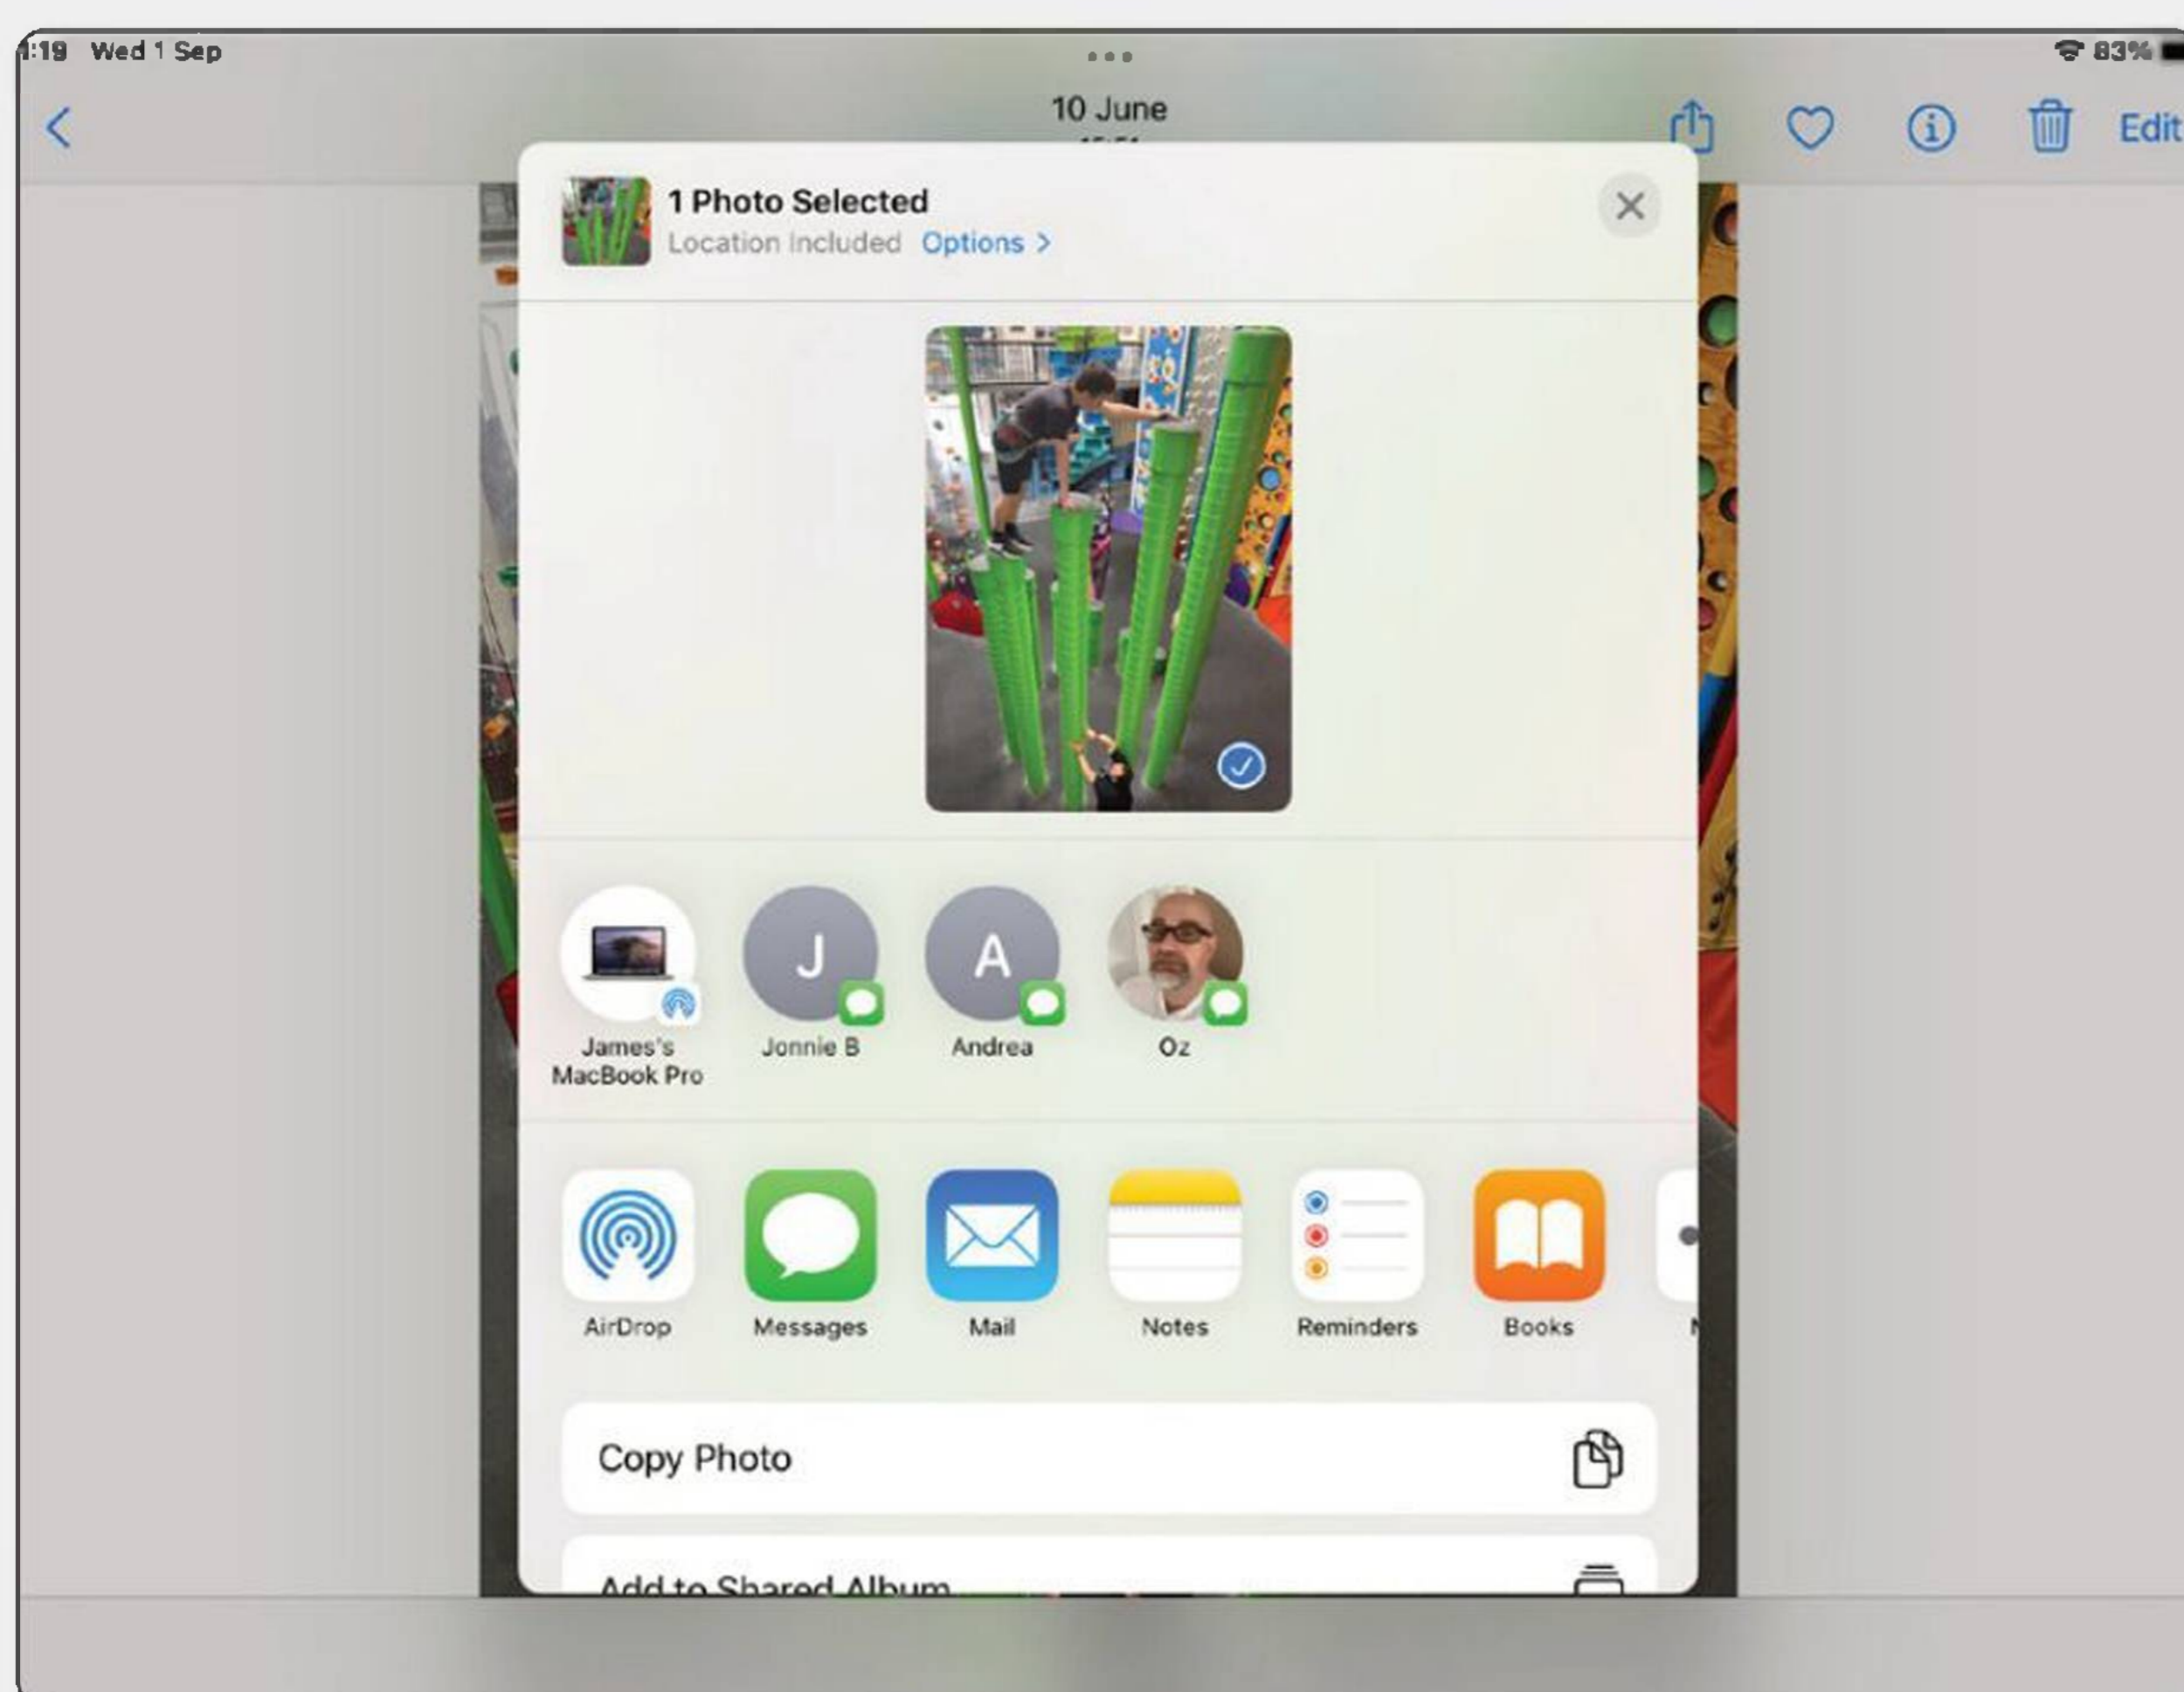 Wed 1 Sep
83%
10 June
Edit
1 Photo Selected
Location Included Options >
James's
MacBook Pro
J
Jonnie B
A
Andrea
Oz
AirDrop
Messages
Mail
Notes
Reminders
Books
Copy Photo
Add to Shared Album